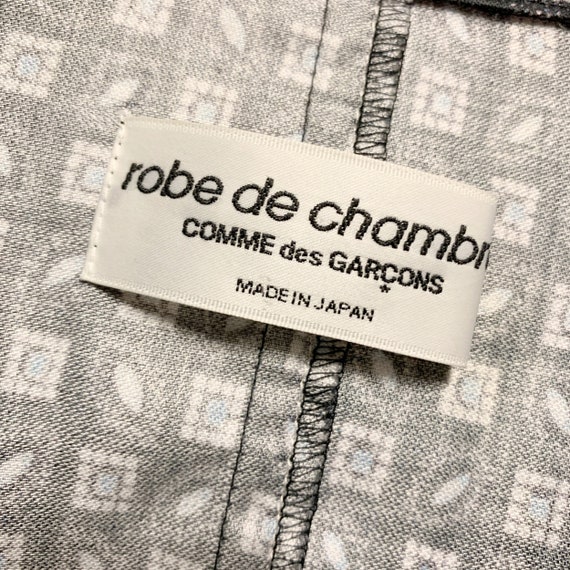 robe de chambr
COMME des GARÇONS
*
MADE IN JAPAN